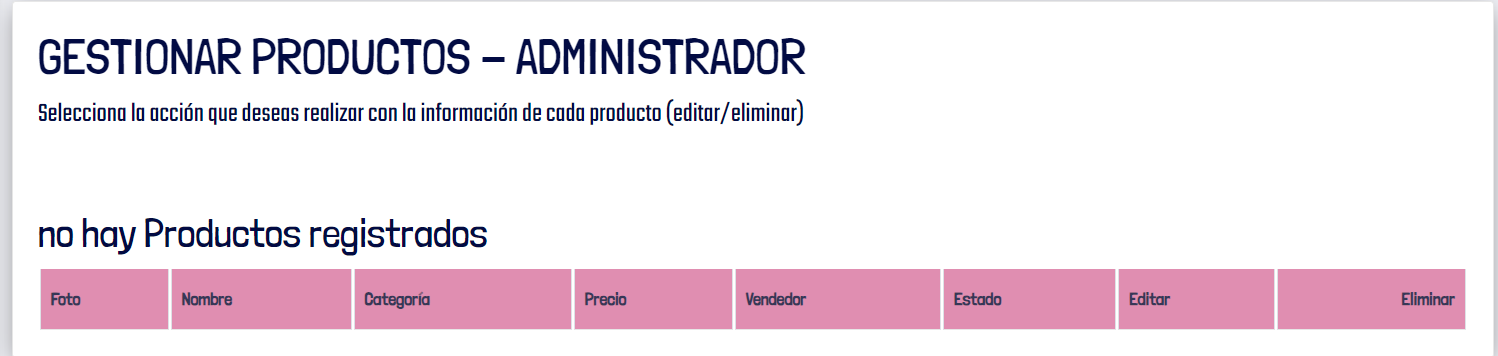 GESTIONAR PRODUCTOS – ADMINISTRADOR
Selecciona la acción que deseas realizar con la información de cada producto (editar/eliminar)
no hay Productos registrados
Foto Nombre Categoría Precio Vendedor Estado Editar Eliminar